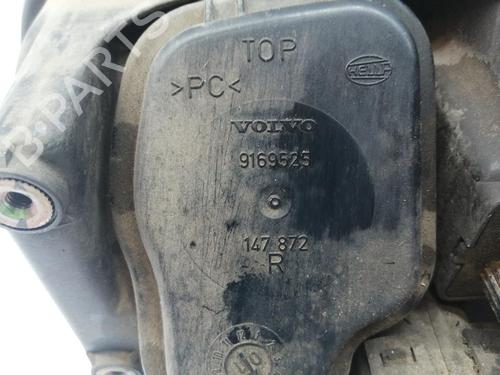 TOP
HELLA
>PC<
VOLVO
9169525
147 872
R
B-PARTS